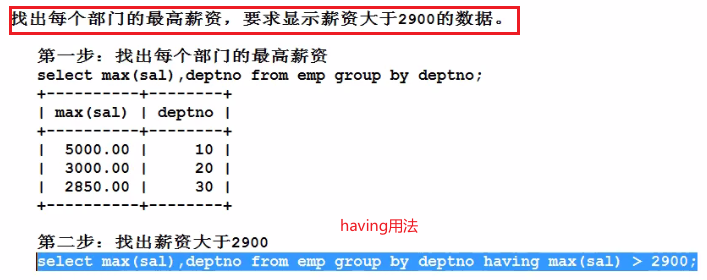 找出每个部门的最高薪资，要求显示薪资大于2900的数据。
第一步：找出每个部门的最高薪资
select max(sal),deptno from emp group by deptno;
+----------+--------+
| max(sal) | deptno |
+----------+--------+
|  5000.00 |     10 |
|  3000.00 |     20 |
|  2850.00 |     30 |
+----------+--------+
having用法
第二步：找出薪资大于2900
select max(sal),deptno from emp group by deptno having max(sal) > 2900;